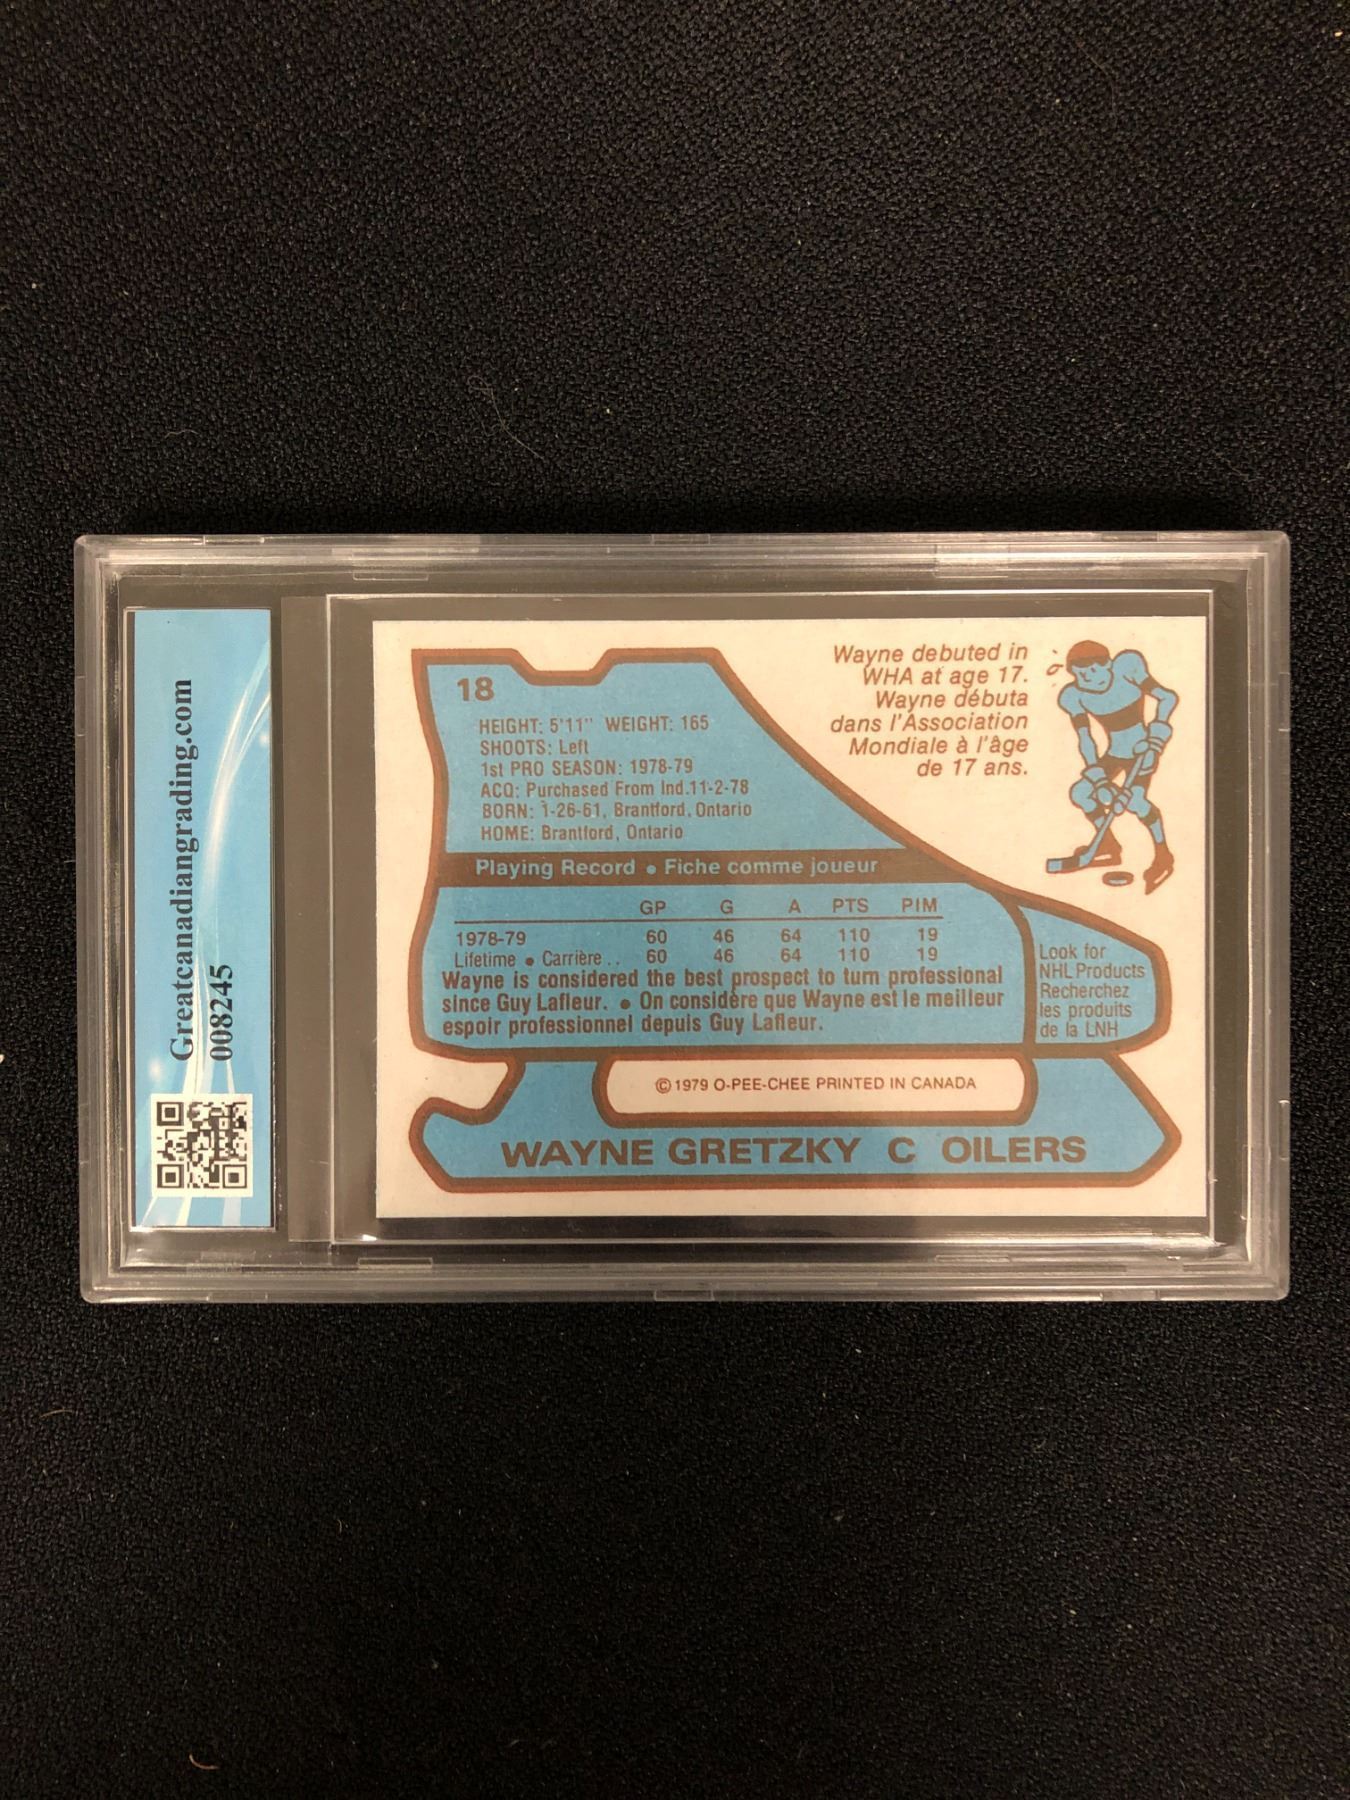 Greatcanadiangrading.com
0082245
18
HEIGHT: 5'11" WEIGHT: 165
SHOOTS: Left
1st PRO SEASON: 1978-79
ACQ: Purchased From Ind.11-2-78
BORN: 1-26-61, Brantford, Ontario
HOME: Brantford, Ontario
Wayne debuted in
WHA at age 17.
Wayne débuta
dans l'Association
Mondiale à l'âge
de 17 ans.
Playing Record • Fiche comme joueur
GP G A PTS PIM
1978-79 60 46 64 110 19
Lifetime • Carrière .. 60 46 64 110 19
Wayne is considered the best prospect to turn professional
since Guy Lafleur. • On considère que Wayne est le meilleur
espoir professionnel depuis Guy Lafleur.
Look for
NHL Products
Recherchez
les produits
de la LNH
© 1979 O-PEE-CHEE PRINTED IN CANADA
WAYNE GRETZKY C OILERS